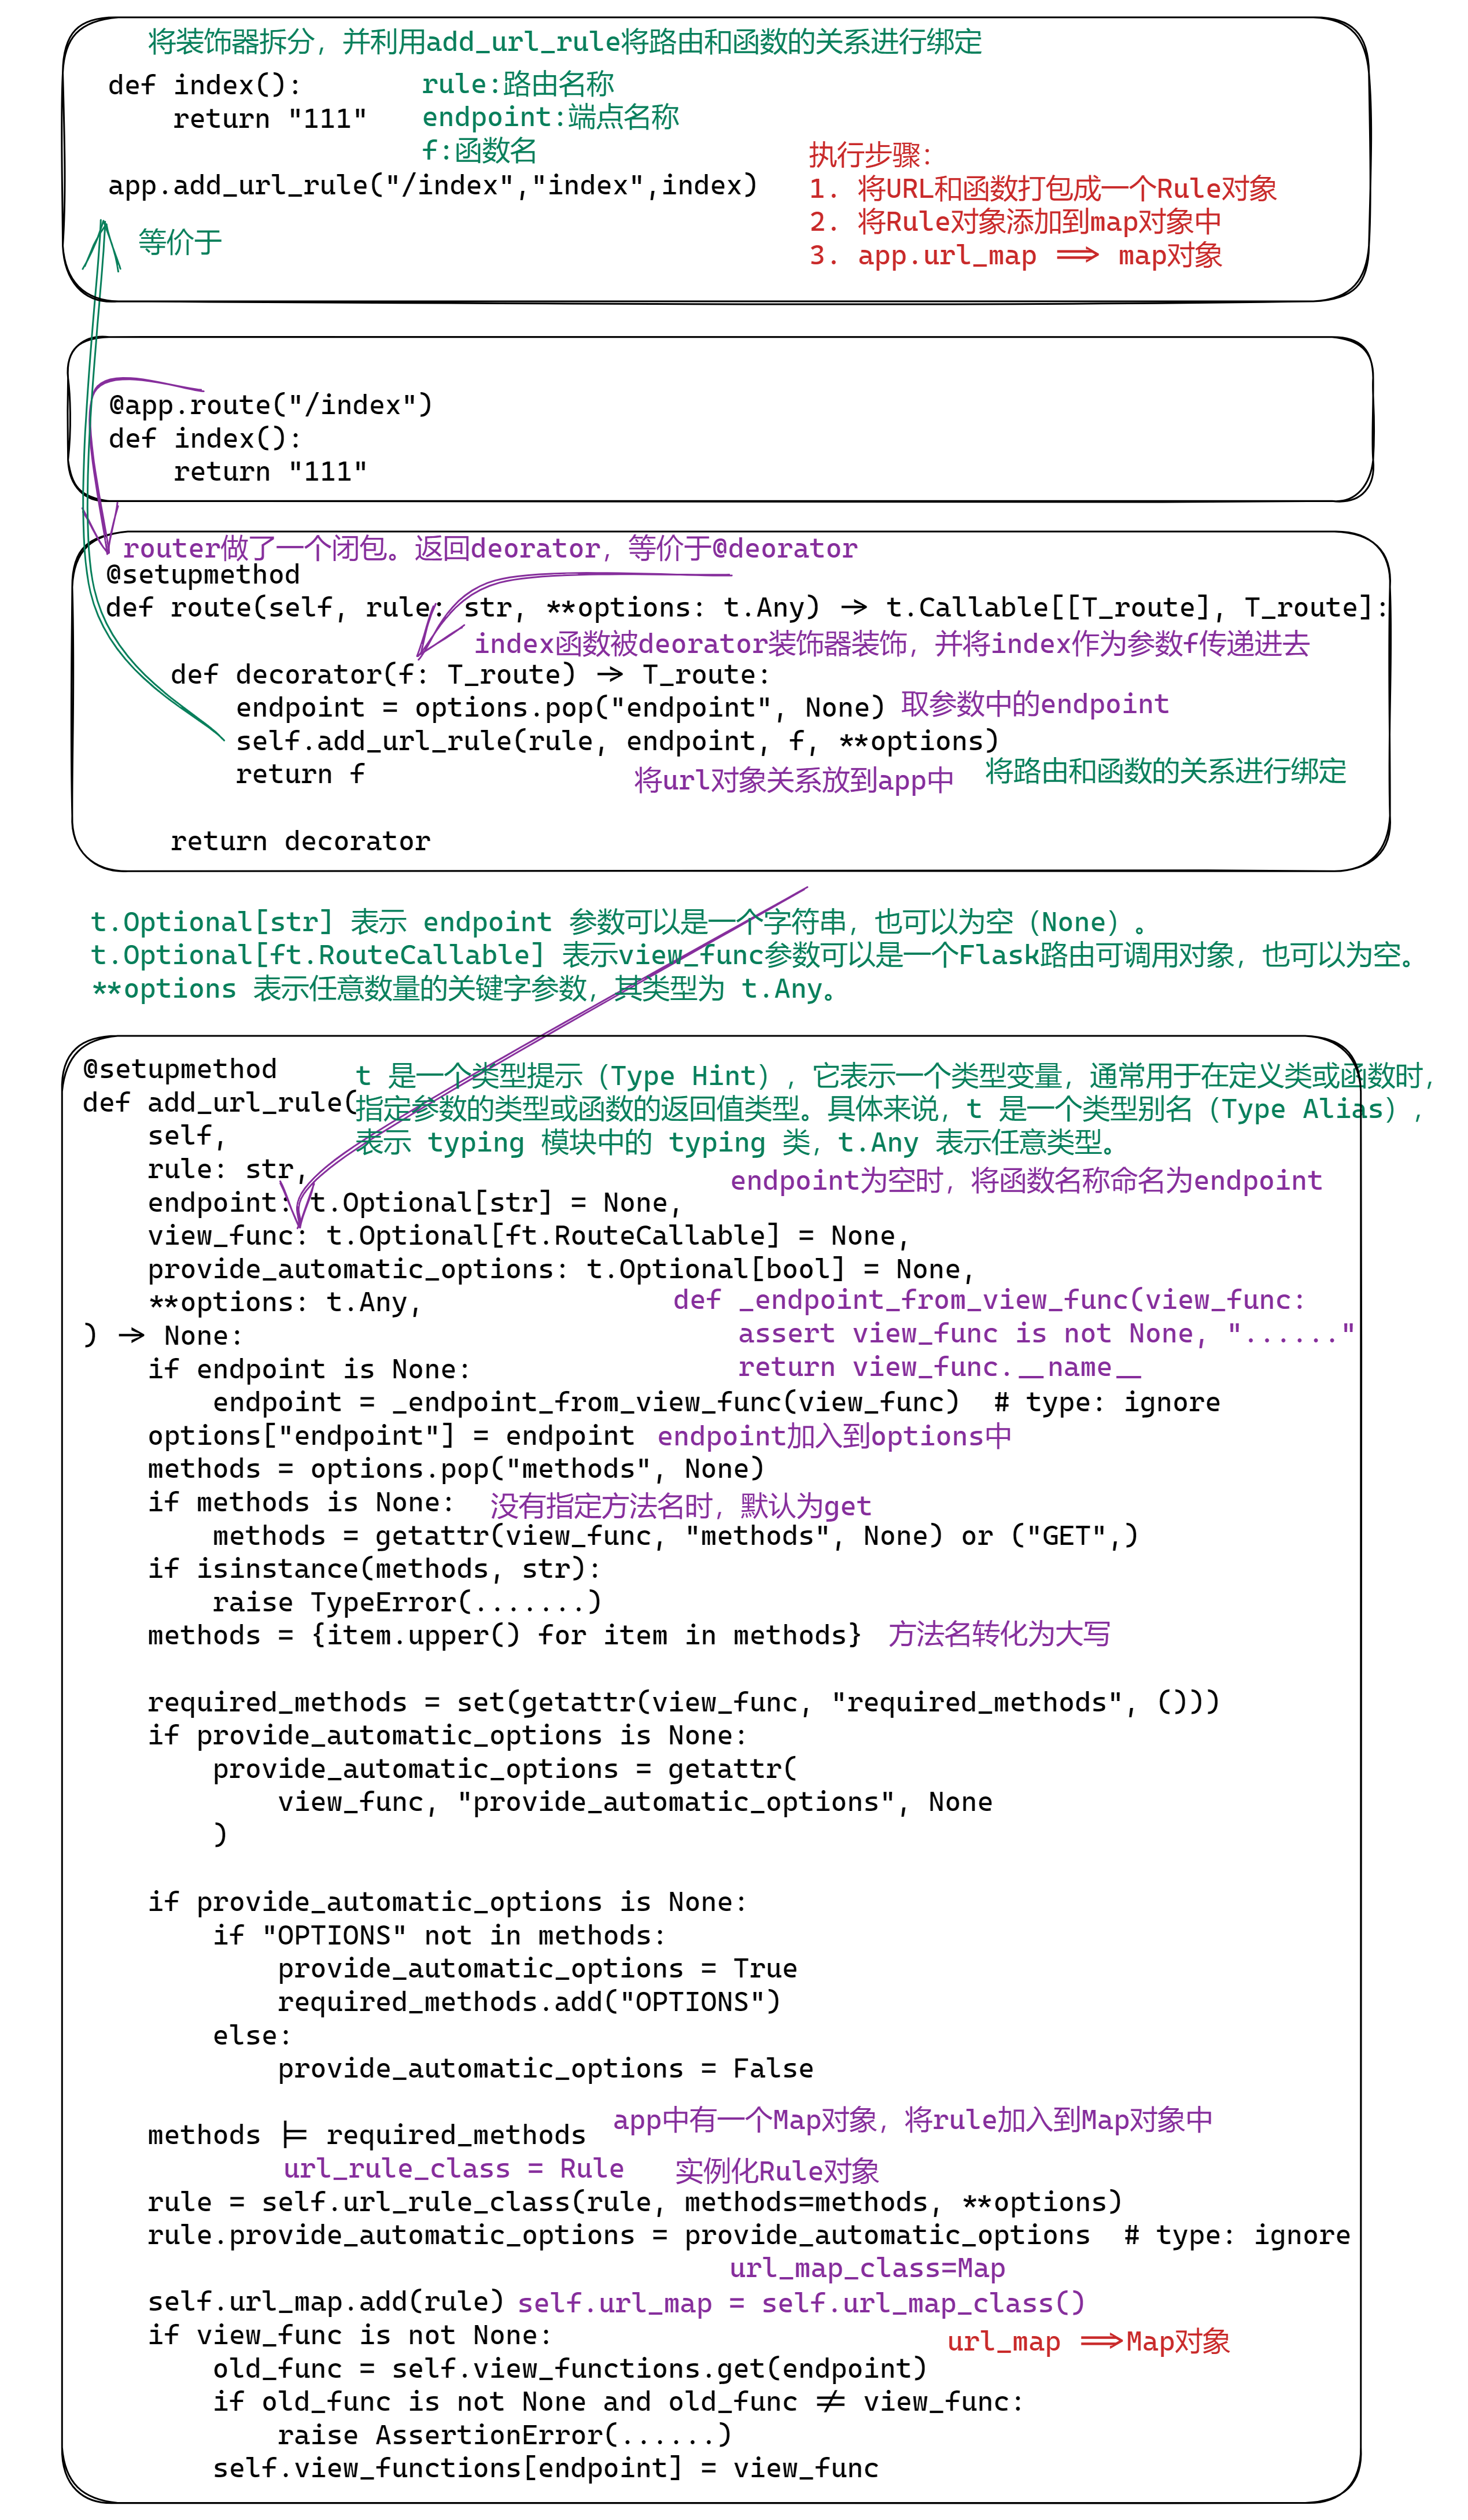 将装饰器拆分，并利用add_url_rule将路由和函数的关系进行绑定
def index():
    return "111"
rule:路由名称
endpoint:端点名称
f:函数名
app.add_url_rule("/index","index",index)
执行步骤：
1. 将URL和函数打包成一个Rule对象
2. 将Rule对象添加到map对象中
3. app.url_map ==> map对象
等价于
@app.route("/index")
def index():
    return "111"
router做了一个闭包。返回deorator，等价于@deorator
@setupmethod
def route(self, rule: str, **options: t.Any) -> t.Callable[[T_route], T_route]:
index函数被deorator装饰器装饰，并将index作为参数f传递进去
    def decorator(f: T_route) -> T_route:
        endpoint = options.pop("endpoint", None) 取参数中的endpoint
        self.add_url_rule(rule, endpoint, f, **options)
        return f
将url对象关系放到app中
将路由和函数的关系进行绑定
    return decorator
t.Optional[str] 表示 endpoint 参数可以是一个字符串，也可以为空（None）。
t.Optional[ft.RouteCallable] 表示view_func参数可以是一个Flask路由可调用对象，也可以为空。
**options 表示任意数量的关键字参数，其类型为 t.Any。
@setupmethod
def add_url_rule(
t 是一个类型提示（Type Hint），它表示一个类型变量，通常用于在定义类或函数时，
指定参数的类型或函数的返回值类型。具体来说，t 是一个类型别名（Type Alias），
表示 typing 模块中的 typing 类，t.Any 表示任意类型。
    self,
    rule: str,
endpoint为空时，将函数名称命名为endpoint
    endpoint: t.Optional[str] = None,
    view_func: t.Optional[ft.RouteCallable] = None,
    provide_automatic_options: t.Optional[bool] = None,
    **options: t.Any,
) -> None:
def _endpoint_from_view_func(view_func:
    assert view_func is not None, "......"
    return view_func.__name__
    if endpoint is None:
        endpoint = _endpoint_from_view_func(view_func)  # type: ignore
    options["endpoint"] = endpoint endpoint加入到options中
    methods = options.pop("methods", None)
    if methods is None: 没有指定方法名时，默认为get
        methods = getattr(view_func, "methods", None) or ("GET",)
    if isinstance(methods, str):
        raise TypeError(.......)
    methods = {item.upper() for item in methods} 方法名转化为大写
    required_methods = set(getattr(view_func, "required_methods", ()))
    if provide_automatic_options is None:
        provide_automatic_options = getattr(
            view_func, "provide_automatic_options", None
        )
    if provide_automatic_options is None:
        if "OPTIONS" not in methods:
            provide_automatic_options = True
            required_methods.add("OPTIONS")
        else:
            provide_automatic_options = False
app中有一个Map对象，将rule加入到Map对象中
    methods |= required_methods
url_rule_class = Rule 实例化Rule对象
    rule = self.url_rule_class(rule, methods=methods, **options)
    rule.provide_automatic_options = provide_automatic_options  # type: ignore
url_map_class=Map
    self.url_map.add(rule) self.url_map = self.url_map_class()
    if view_func is not None:
url_map ==>Map对象
        old_func = self.view_functions.get(endpoint)
        if old_func is not None and old_func != view_func:
            raise AssertionError(......)
        self.view_functions[endpoint] = view_func